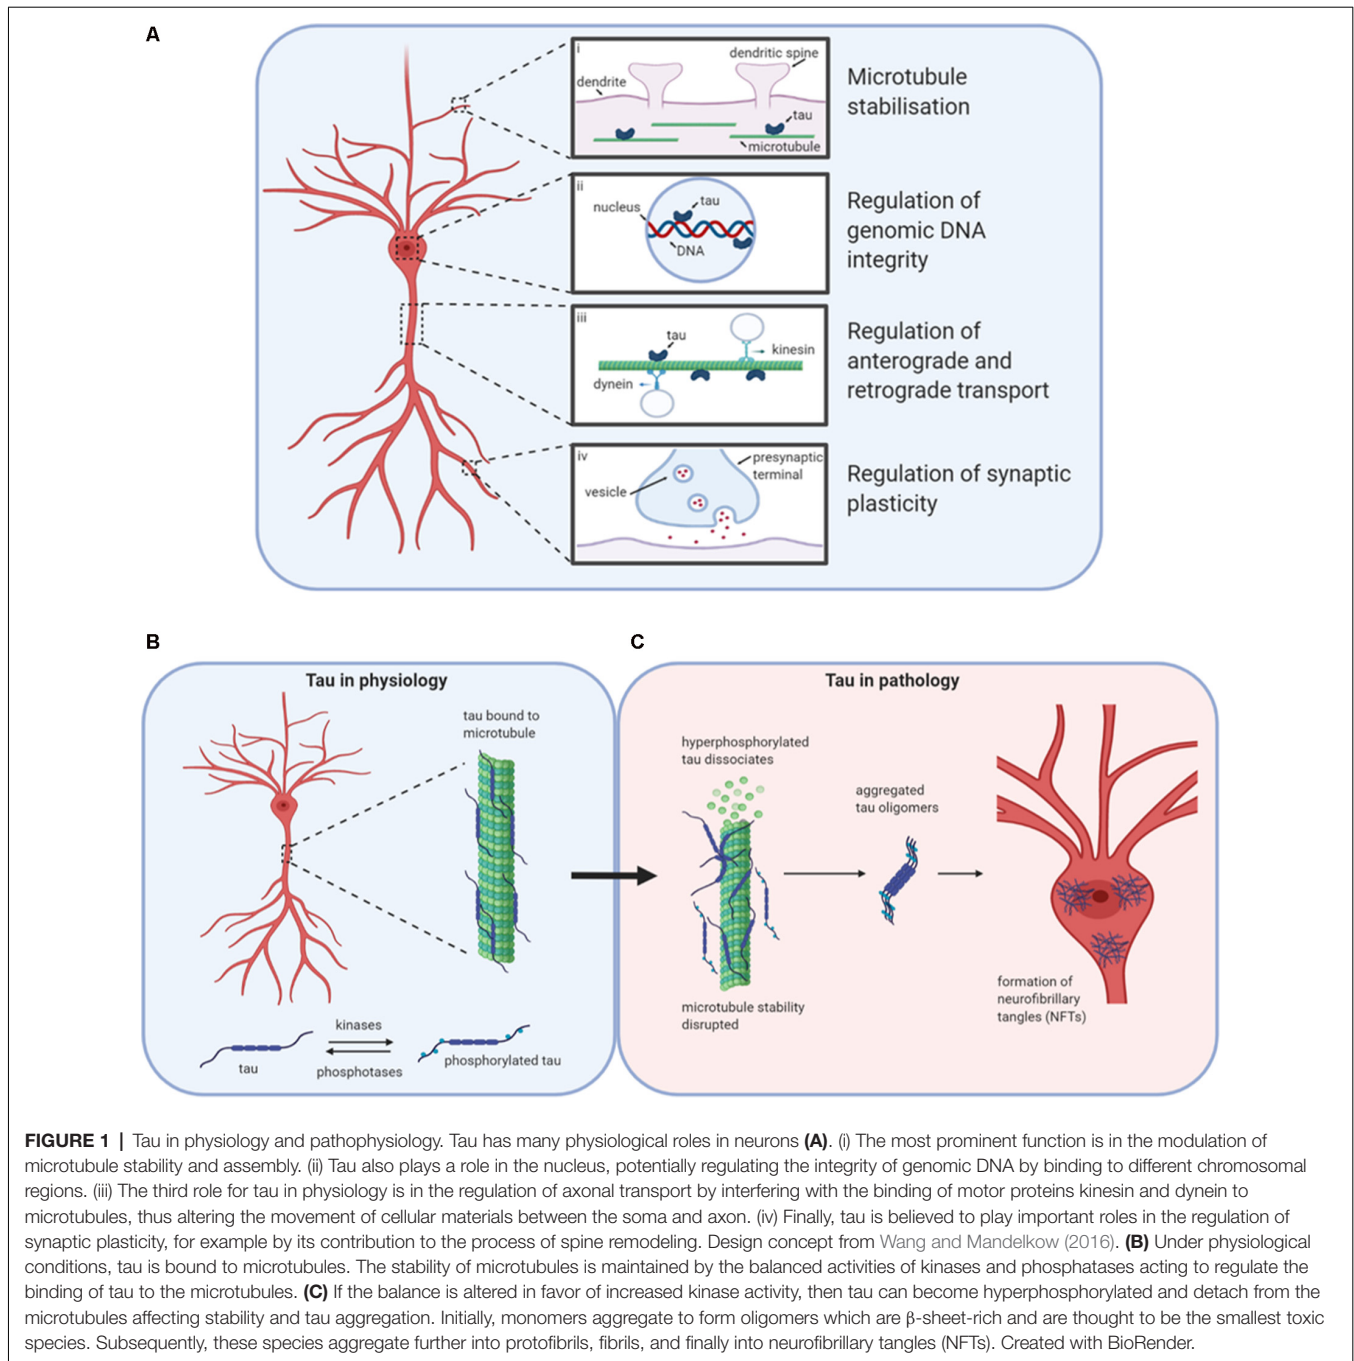 A
i
dendritic spine
dendrite
tau
microtubule
Microtubule
stabilisation
ii
nucleus
tau
DNA
Regulation of
genomic DNA
integrity
iii
tau
kinesin
dynein
Regulation of
anterograde and
retrograde transport
iv
presynaptic
terminal
vesicle
Regulation of synaptic
plasticity
B
Tau in physiology
tau bound to
microtubule
kinases
tau
phosphotases
phosphorylated tau
C
Tau in pathology
hyperphosphorylated
tau dissociates
aggregated
tau oligomers
microtubule stability
disrupted
formation of
neurofibrillary
tangles (NFTs)
FIGURE 1 | Tau in physiology and pathophysiology. Tau has many physiological roles in neurons (A). (i) The most prominent function is in the modulation of
microtubule stability and assembly. (ii) Tau also plays a role in the nucleus, potentially regulating the integrity of genomic DNA by binding to different chromosomal
regions. (iii) The third role for tau in physiology is in the regulation of axonal transport by interfering with the binding of motor proteins kinesin and dynein to
microtubules, thus altering the movement of cellular materials between the soma and axon. (iv) Finally, tau is believed to play important roles in the regulation of
synaptic plasticity, for example by its contribution to the process of spine remodeling. Design concept from Wang and Mandelkow (2016). (B) Under physiological
conditions, tau is bound to microtubules. The stability of microtubules is maintained by the balanced activities of kinases and phosphatases acting to regulate the
binding of tau to the microtubules. (C) If the balance is altered in favor of increased kinase activity, then tau can become hyperphosphorylated and detach from the
microtubules affecting stability and tau aggregation. Initially, monomers aggregate to form oligomers which are β-sheet-rich and are thought to be the smallest toxic
species. Subsequently, these species aggregate further into protofibrils, fibrils, and finally into neurofibrillary tangles (NFTs). Created with BioRender.